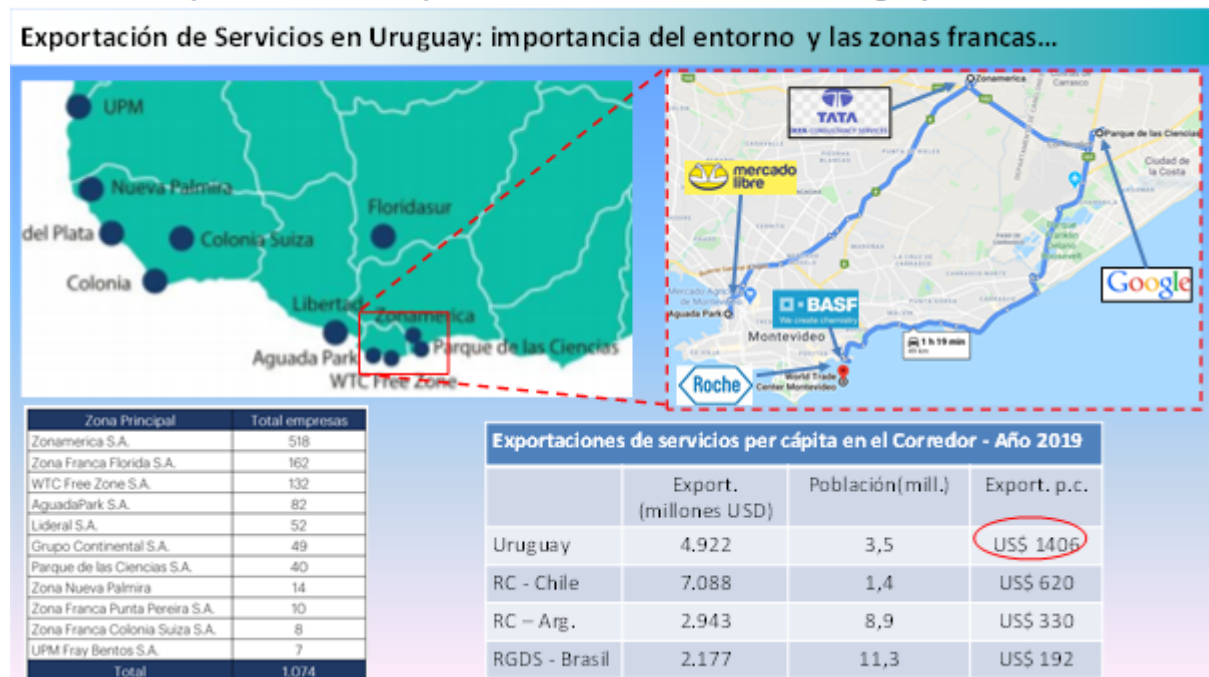 Exportación de Servicios en Uruguay: importancia del entorno y las zonas francas...
UPM
Nueva Palmira
del Plata
Colonia Suiza
Floridasur
Colonia
Libertad
Zonamerica
Aguada Park
Parque de las Ciencias
WTC Free Zone
Zonamerica
Carrasco
TATA
TATA CONSULTANCY SERVICES
Parque de las Ciencias
Ciudad de
la Costa
mercado
libre
Google
Aguada Park
BASF
We create chemistry
Montevideo
1 h 19 min
Roche
World Trade
Center Montevideo
Zona Principal Total empresas
Zonamerica S.A. 518
Zona Franca Florida S.A. 162
WTC Free Zone S.A. 132
AguadaPark S.A. 82
Lideral S.A. 52
Grupo Continental S.A. 49
Parque de las Ciencias S.A. 40
Zona Nueva Palmira 14
Zona Franca Punta Pereira S.A. 10
Zona Franca Colonia Suiza S.A. 8
UPM Fray Bentos S.A. 7
Total 1.074
Exportaciones de servicios per cápita en el Corredor - Año 2019
Export. (millones USD) Población(mill.) Export. p.c.
Uruguay 4.922 3,5 US$ 1406
RC - Chile 7.088 1,4 US$ 620
RC – Arg. 2.943 8,9 US$ 330
RGDS - Brasil 2.177 11,3 US$ 192